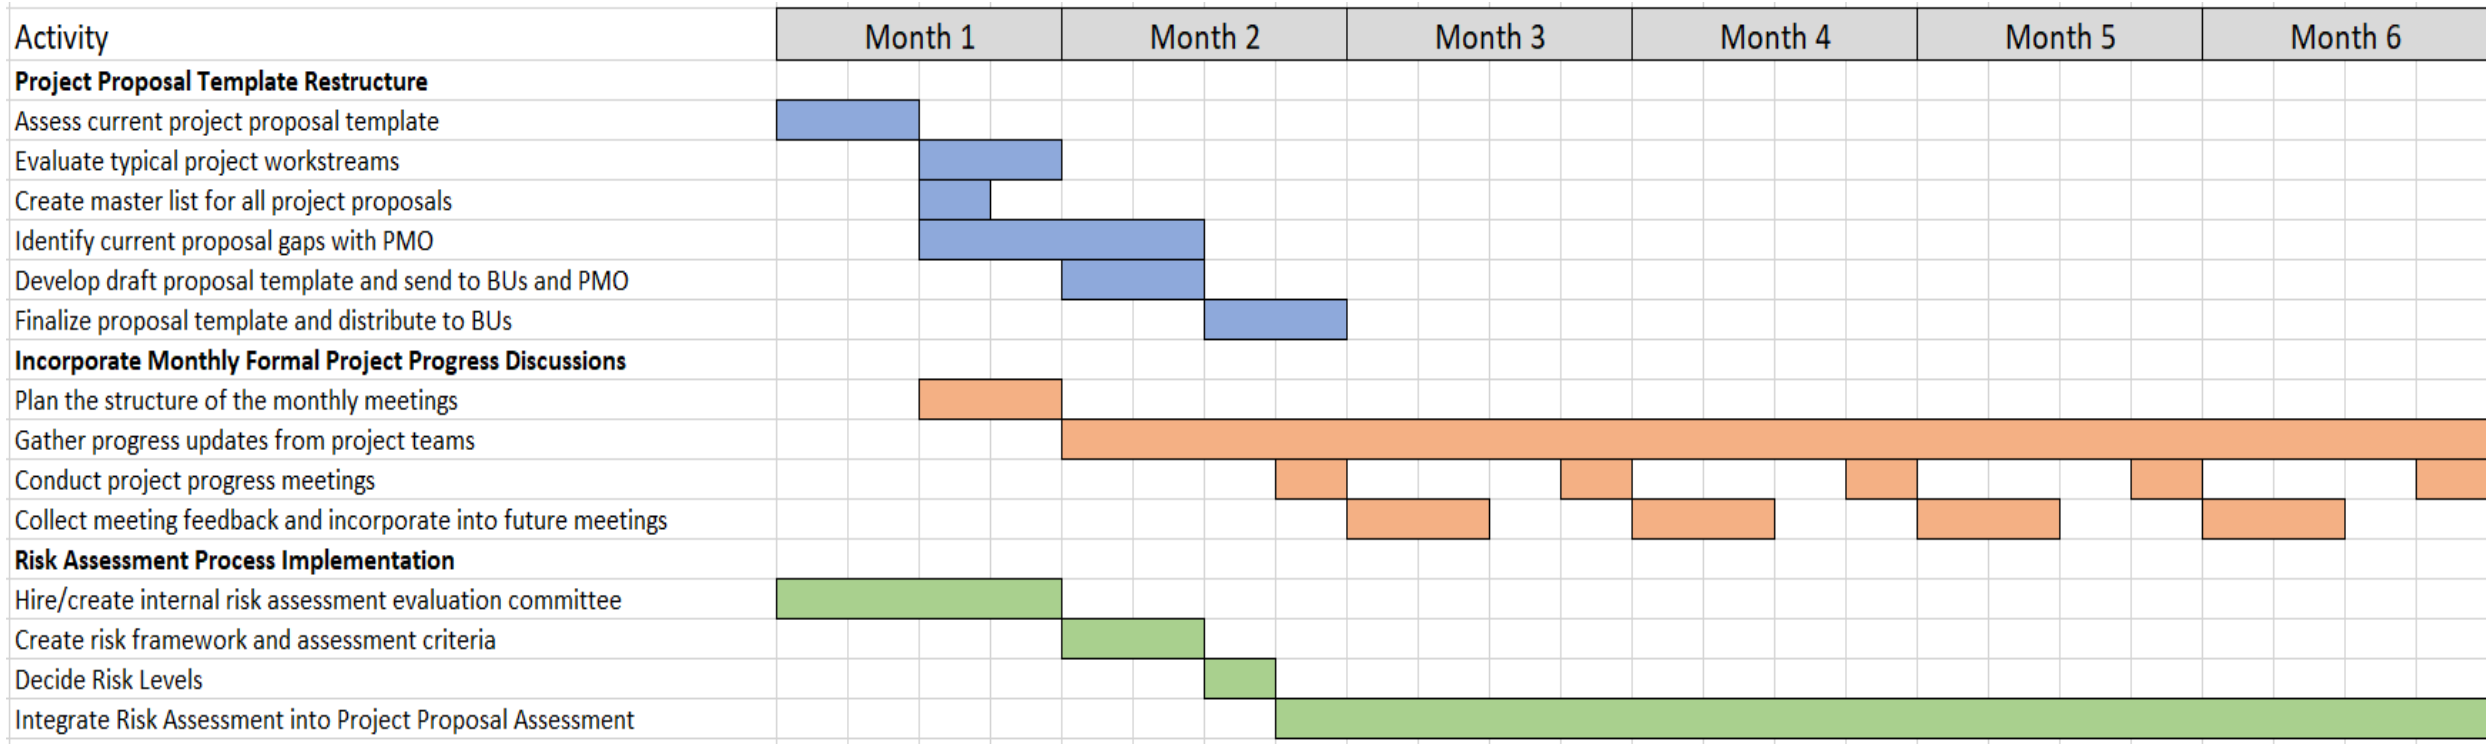 Activity Month 1 Month 2 Month 3 Month 4 Month 5 Month 6
Project Proposal Template Restructure
Assess current project proposal template
Evaluate typical project workstreams
Create master list for all project proposals
Identify current proposal gaps with PMO
Develop draft proposal template and send to BUs and PMO
Finalize proposal template and distribute to BUs
Incorporate Monthly Formal Project Progress Discussions
Plan the structure of the monthly meetings
Gather progress updates from project teams
Conduct project progress meetings
Collect meeting feedback and incorporate into future meetings
Risk Assessment Process Implementation
Hire/create internal risk assessment evaluation committee
Create risk framework and assessment criteria
Decide Risk Levels
Integrate Risk Assessment into Project Proposal Assessment